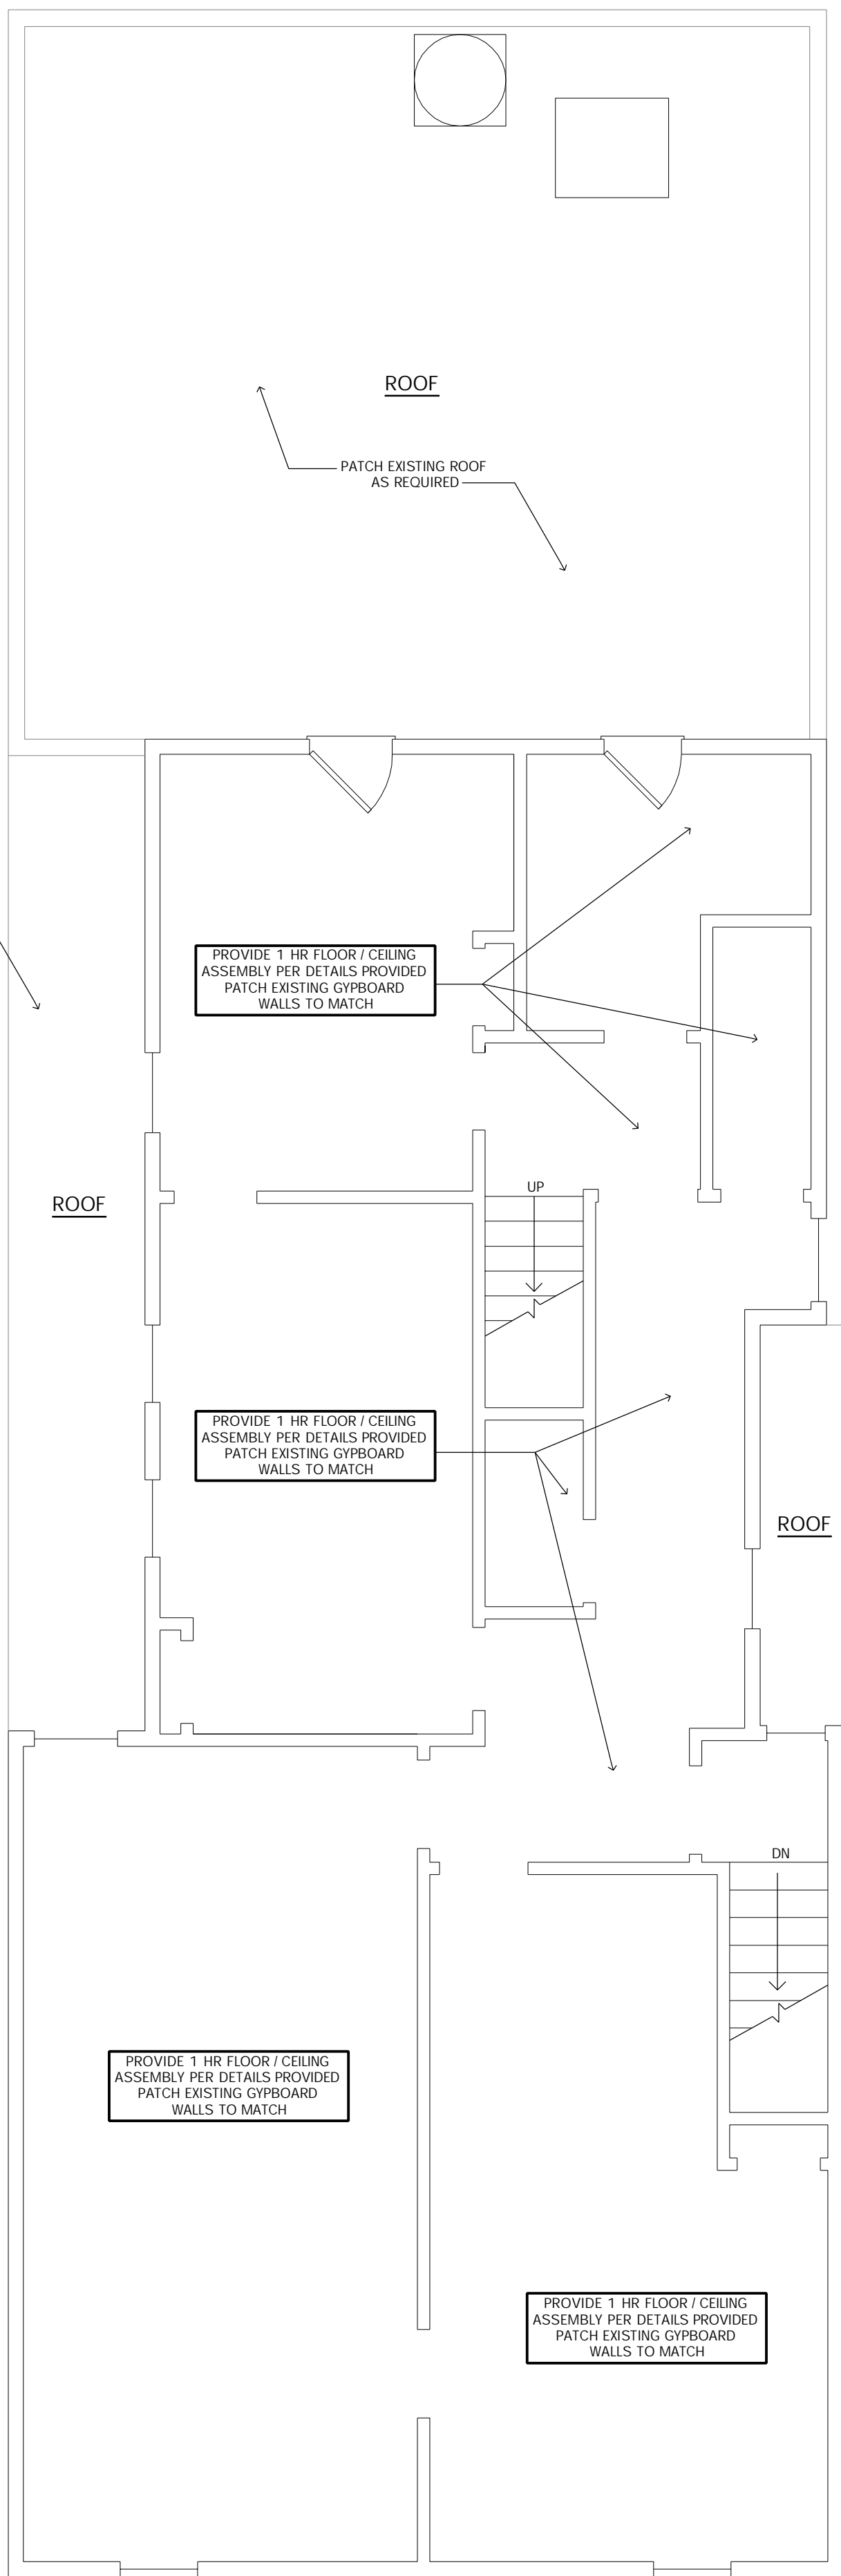 ROOF
PATCH EXISTING ROOF
AS REQUIRED
PROVIDE 1 HR FLOOR / CEILING
ASSEMBLY PER DETAILS PROVIDED
PATCH EXISTING GYPBOARD
WALLS TO MATCH
UP
ROOF
PROVIDE 1 HR FLOOR / CEILING
ASSEMBLY PER DETAILS PROVIDED
PATCH EXISTING GYPBOARD
WALLS TO MATCH
ROOF
DN
PROVIDE 1 HR FLOOR / CEILING
ASSEMBLY PER DETAILS PROVIDED
PATCH EXISTING GYPBOARD
WALLS TO MATCH
PROVIDE 1 HR FLOOR / CEILING
ASSEMBLY PER DETAILS PROVIDED
PATCH EXISTING GYPBOARD
WALLS TO MATCH